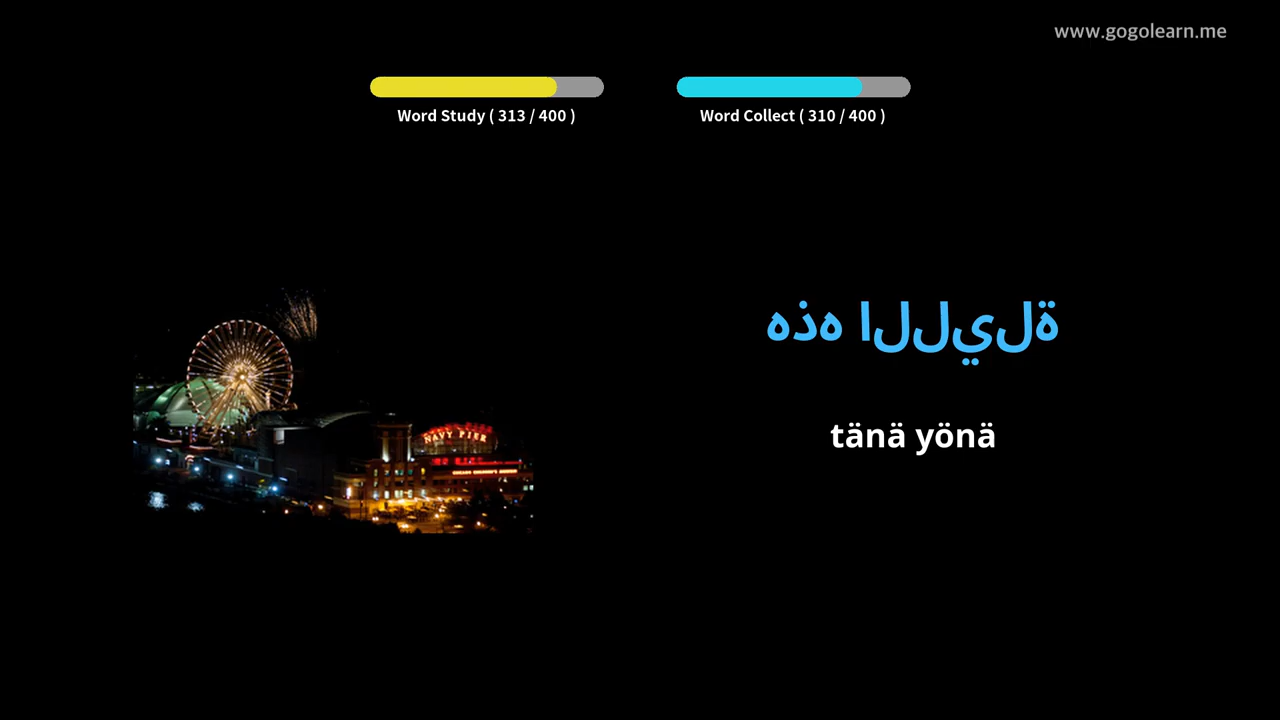 www.gogolearn.me
Word Study ( 313 / 400 )
Word Collect ( 310 / 400 )
هذه الليلة
tänä yönä
NAVY PIER